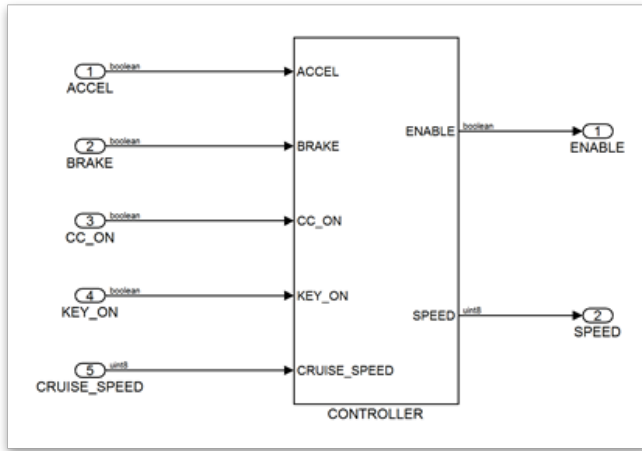 1 boolean ACCEL
ACCEL
2 boolean BRAKE
BRAKE
3 boolean CC_ON
CC_ON
4 boolean KEY_ON
KEY_ON
5 uint8 CRUISE_SPEED
CRUISE_SPEED
ENABLE boolean 1
ENABLE
SPEED uint8 2
SPEED
CONTROLLER